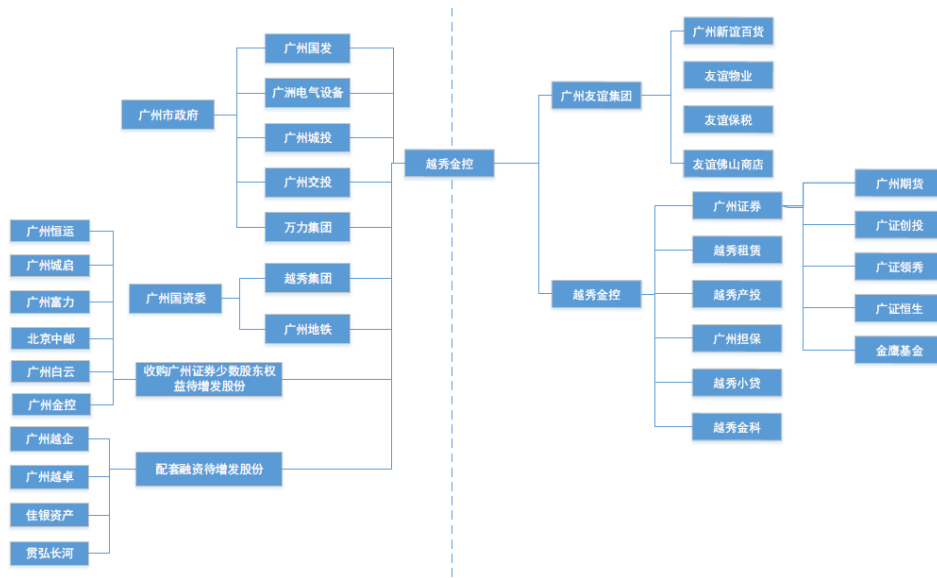 广州国发
广洲电气设备
广州市政府
广州城投
广州交投
万力集团
广州恒运
广州城启
广州富力
北京中邮
广州白云
广州金控
越秀集团
广州国资委
广州地铁
收购广州证券少数股东权
益待增发股份
广州越企
广州越卓
佳银资产
贯弘长河
配套融资待增发股份
越秀金控
广州友谊集团
广州新谊百货
友谊物业
友谊保税
友谊佛山商店
越秀金控
广州证券
越秀租赁
越秀产投
广州担保
越秀小贷
越秀金科
广州期货
广证创投
广证领秀
广证恒生
金鹰基金